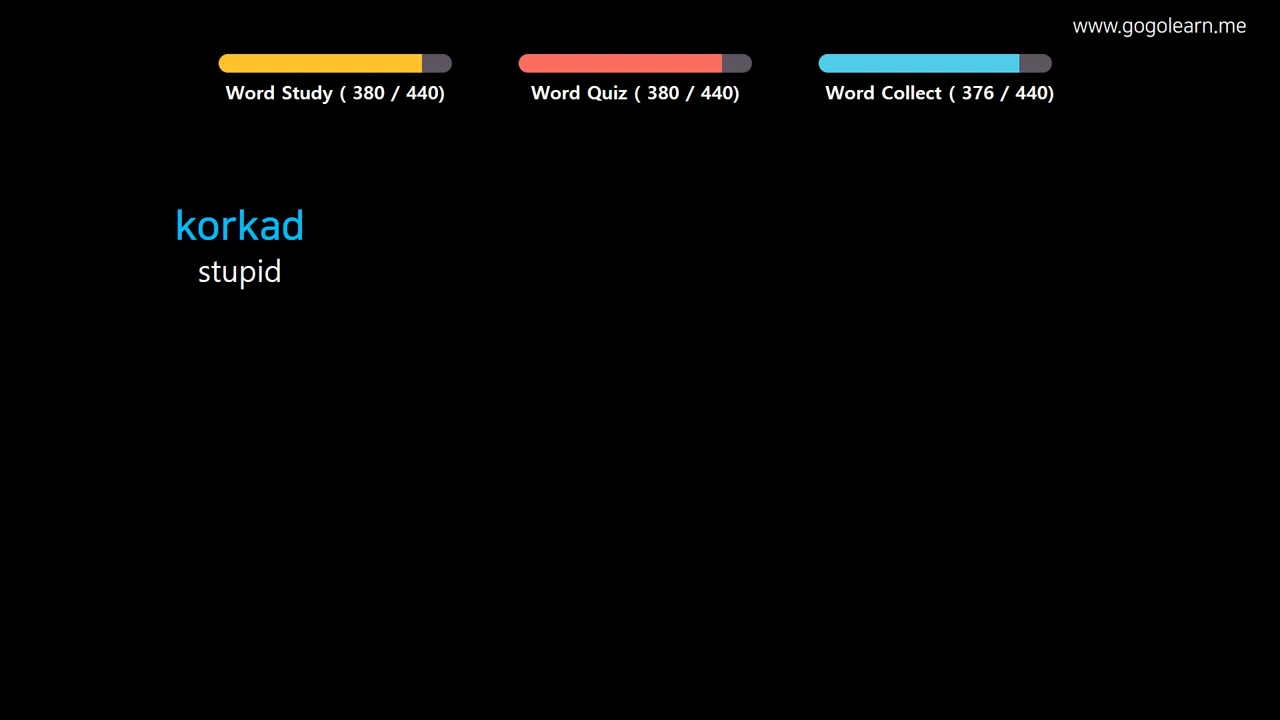 www.gogolearn.me
Word Study ( 380 / 440)
Word Quiz ( 380 / 440)
Word Collect ( 376 / 440)
korkad
stupid